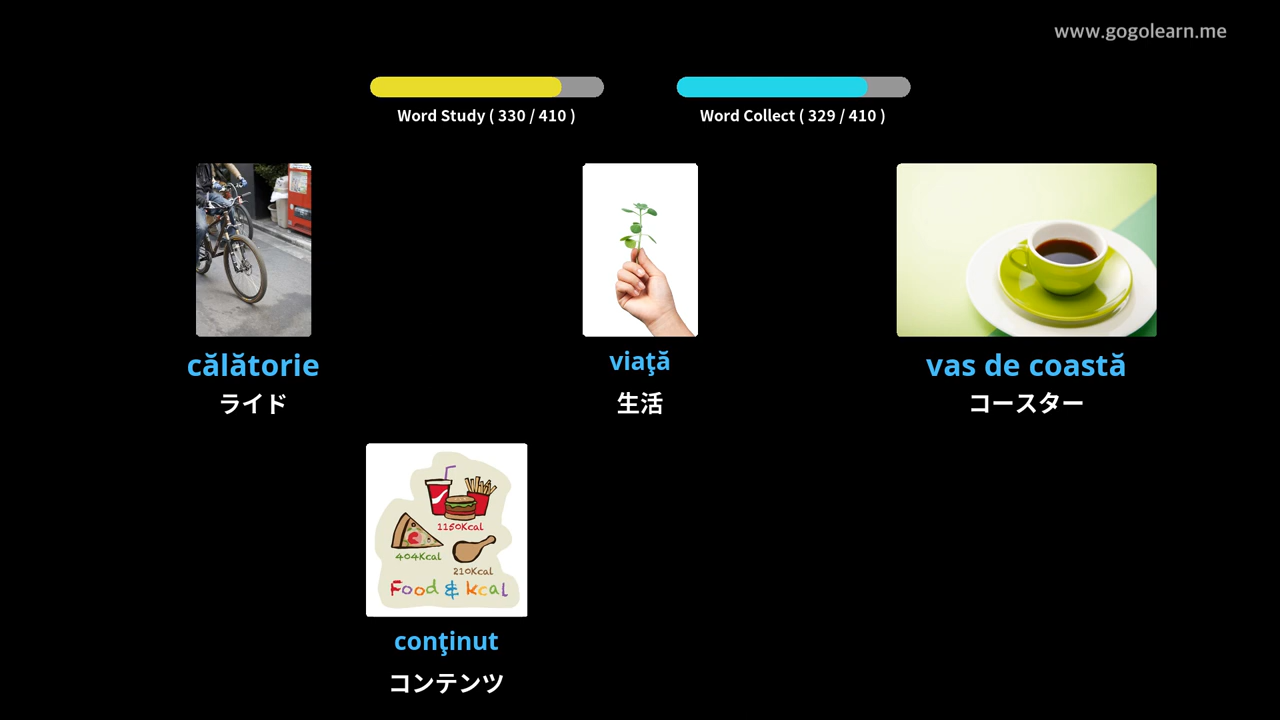 www.gogolearn.me
Word Study ( 330 / 410 )
Word Collect ( 329 / 410 )
călătorie
ライド
viaţă
生活
vas de coastă
コースター
1150Kcal
404Kcal
210Kcal
Food & kcal
conţinut
コンテンツ